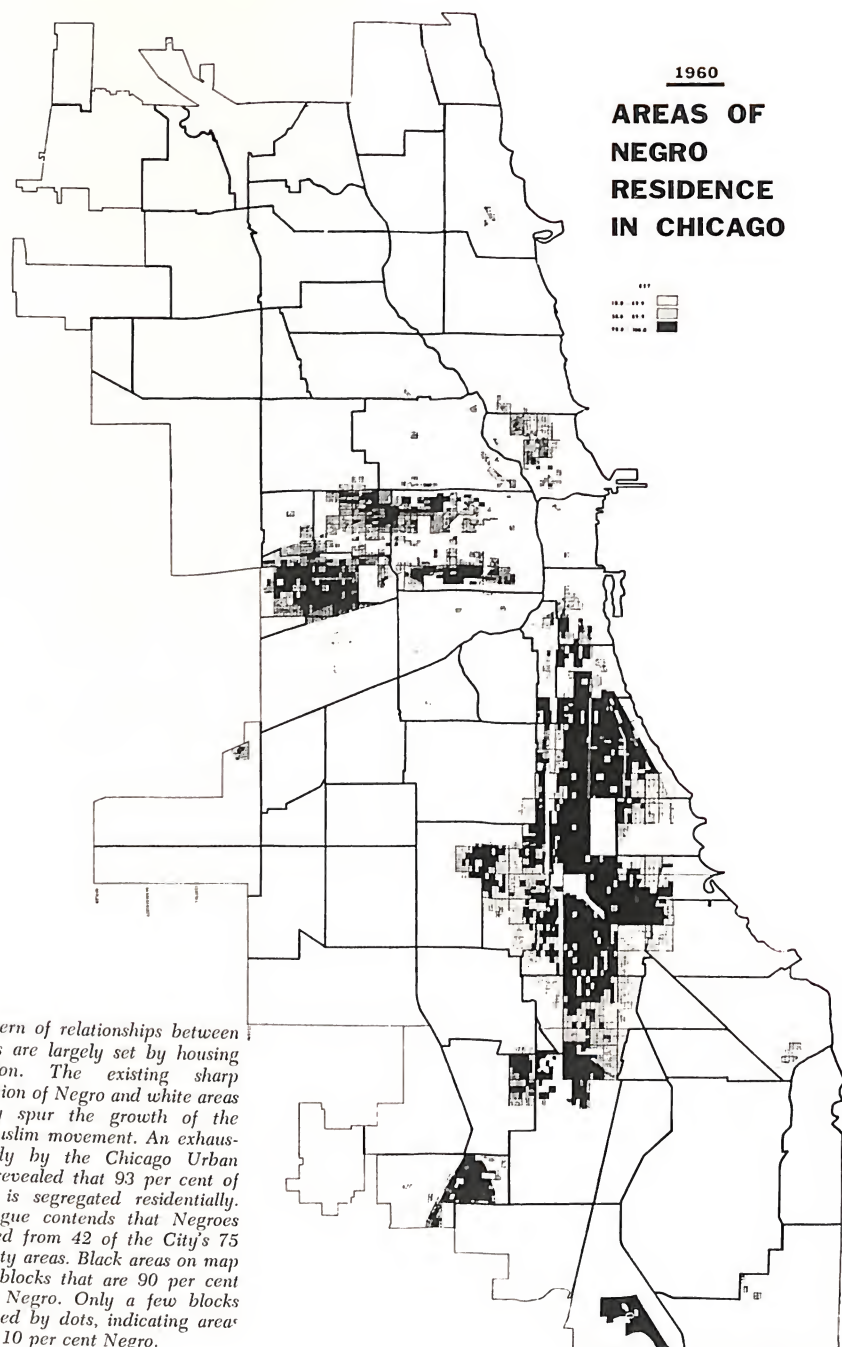 1960
AREAS OF
NEGRO
RESIDENCE
IN CHICAGO
ern of relationships between
s are largely set by housing
on. The existing sharp
ion of Negro and white areas
y spur the growth of the
uslim movement. An exhaus-
ly by the Chicago Urban
revealed that 93 per cent of
is segregated residentially.
gue contends that Negroes
ed from 42 of the City's 75
ty areas. Black areas on map
blocks that are 90 per cent
Negro. Only a few blocks
ed by dots, indicating areas
10 per cent Negro.